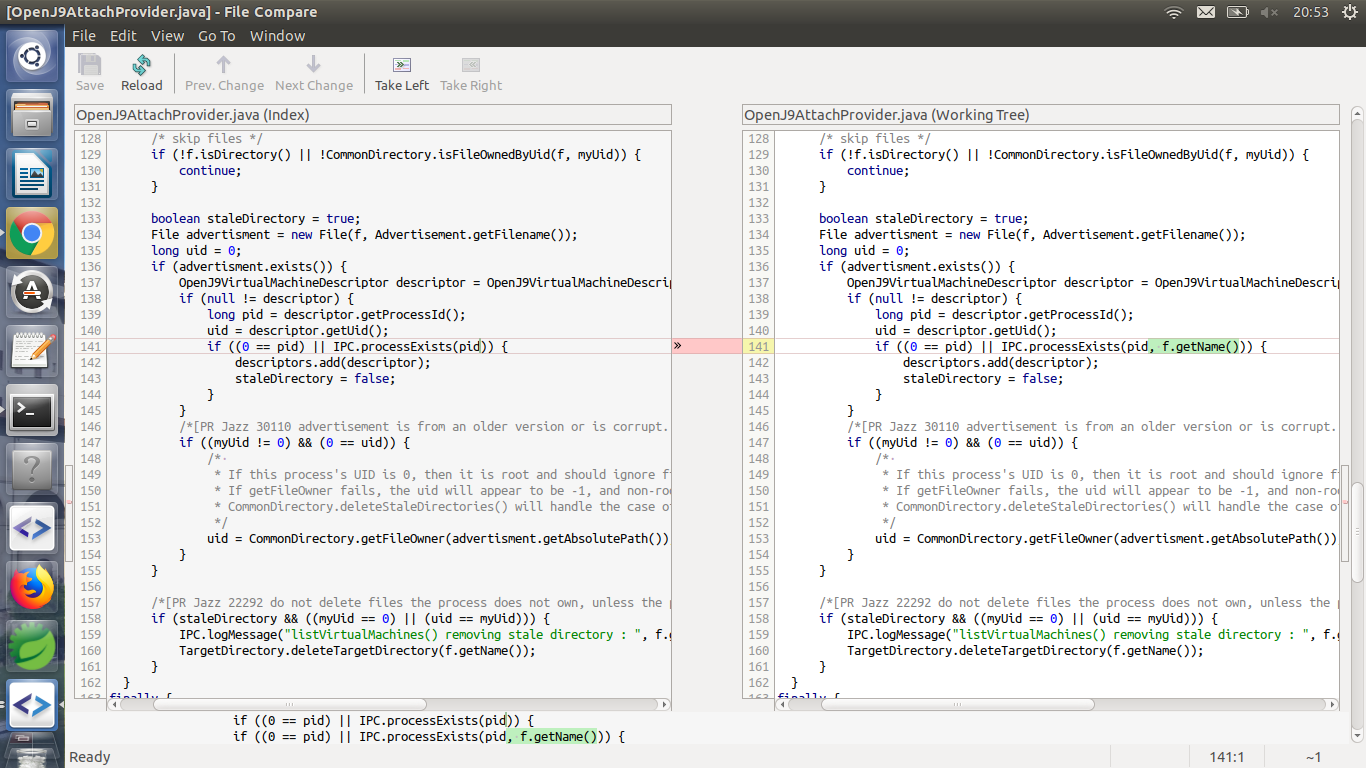 [OpenJ9AttachProvider.java] - File Compare
20:53
File Edit View Go To Window
Save Reload Prev. Change Next Change Take Left Take Right
OpenJ9AttachProvider.java (Index)
128 /* skip files */
129 if (!f.isDirectory() || !CommonDirectory.isFileOwnedByUid(f, myUid)) {
130 continue;
131 }
132
133 boolean staleDirectory = true;
134 File advertisment = new File(f, Advertisement.getFilename());
135 long uid = 0;
136 if (advertisment.exists()) {
137 OpenJ9VirtualMachineDescriptor descriptor = OpenJ9VirtualMachineDescri
138 if (null != descriptor) {
139 long pid = descriptor.getProcessId();
140 uid = descriptor.getUid();
141 if ((0 == pid) || IPC.processExists(pid)) {
142 descriptors.add(descriptor);
143 staleDirectory = false;
144 }
145 }
146 /*[PR Jazz 30110 advertisement is from an older version or is corrupt.
147 if ((myUid != 0) && (0 == uid)) {
148 /*·
149 * If this process's UID is 0, then it is root and should ignore f
150 * If getFileOwner fails, the uid will appear to be -1, and non-ro
151 * CommonDirectory.deleteStaleDirectories() will handle the case o
152 */
153 uid = CommonDirectory.getFileOwner(advertisment.getAbsolutePath())
154 }
155 }
156
157 /*[PR Jazz 22292 do not delete files the process does not own, unless the p
158 if (staleDirectory && ((myUid == 0) || (uid == myUid))) {
159 IPC.logMessage("listVirtualMachines() removing stale directory : ", f.g
160 TargetDirectory.deleteTargetDirectory(f.getName());
161 }
162 }
163 finally {
»
OpenJ9AttachProvider.java (Working Tree)
128 /* skip files */
129 if (!f.isDirectory() || !CommonDirectory.isFileOwnedByUid(f, myUid)) {
130 continue;
131 }
132
133 boolean staleDirectory = true;
134 File advertisment = new File(f, Advertisement.getFilename());
135 long uid = 0;
136 if (advertisment.exists()) {
137 OpenJ9VirtualMachineDescriptor descriptor = OpenJ9VirtualMachineDescrip
138 if (null != descriptor) {
139 long pid = descriptor.getProcessId();
140 uid = descriptor.getUid();
141 if ((0 == pid) || IPC.processExists(pid,·f.getName())) {
142 descriptors.add(descriptor);
143 staleDirectory = false;
144 }
145 }
146 /*[PR Jazz 30110 advertisement is from an older version or is corrupt.
147 if ((myUid != 0) && (0 == uid)) {
148 /*·
149 * If this process's UID is 0, then it is root and should ignore f
150 * If getFileOwner fails, the uid will appear to be -1, and non-ro
151 * CommonDirectory.deleteStaleDirectories() will handle the case o
152 */
153 uid = CommonDirectory.getFileOwner(advertisment.getAbsolutePath())
154 }
155 }
156
157 /*[PR Jazz 22292 do not delete files the process does not own, unless the p
158 if (staleDirectory && ((myUid == 0) || (uid == myUid))) {
159 IPC.logMessage("listVirtualMachines() removing stale directory : ", f.g
160 TargetDirectory.deleteTargetDirectory(f.getName());
161 }
162 }
163 finally {
if ((0 == pid) || IPC.processExists(pid)) {
if ((0 == pid) || IPC.processExists(pid,·f.getName())) {
Ready
141:1
~1